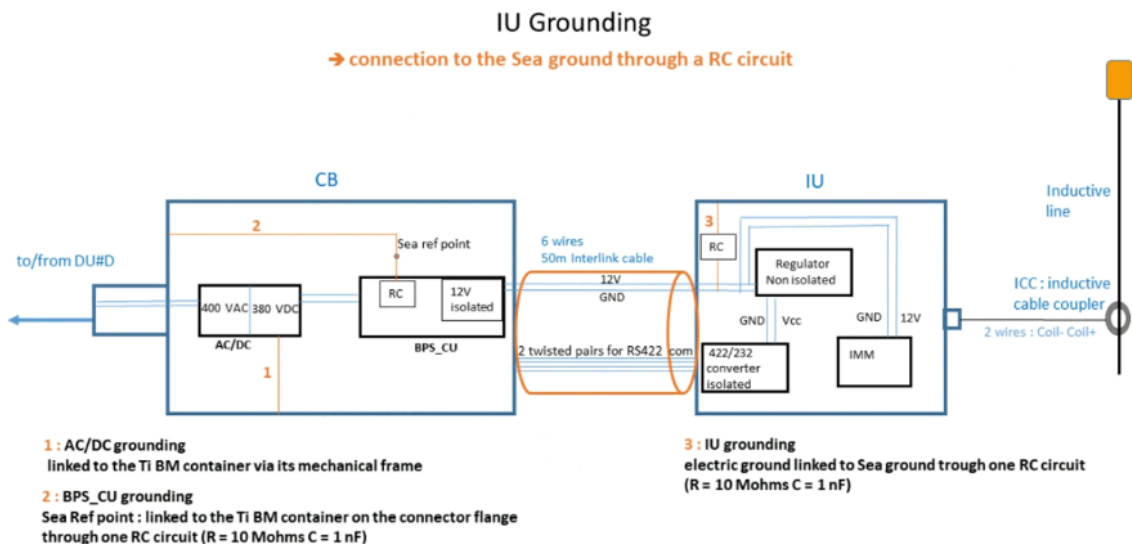 IU Grounding
➔ connection to the Sea ground through a RC circuit
CB
IU
Inductive
line
2
3
Sea ref point
6 wires
50m Interlink cable
RC
to/from DU#D
12V
Regulator
Non isolated
ICC : inductive
cable coupler
RC
12V
isolated
GND
400 VAC
380 VDC
GND
Vcc
GND
12V
2 wires : Coil- Coil+
AC/DC
BPS_CU
2 twisted pairs for RS422 com
422/232
converter
isolated
IMM
1
1 : AC/DC grounding
linked to the Ti BM container via its mechanical frame
2 : BPS_CU grounding
Sea Ref point : linked to the Ti BM container on the connector flange
through one RC circuit (R = 10 Mohms C = 1 nF)
3 : IU grounding
electric ground linked to Sea ground trough one RC circuit
(R = 10 Mohms C = 1 nF)